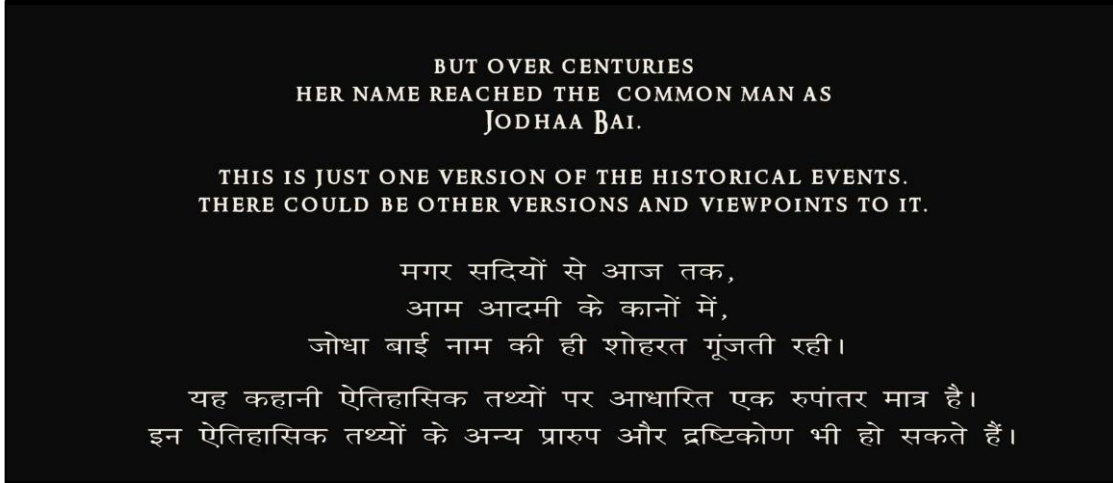 BUT OVER CENTURIES
HER NAME REACHED THE COMMON MAN AS
JODHAA BAI.
THIS IS JUST ONE VERSION OF THE HISTORICAL EVENTS.
THERE COULD BE OTHER VERSIONS AND VIEWPOINTS TO IT.
मगर सदियों से आज तक,
आम आदमी के कानों में,
जोधा बाई नाम की ही शोहरत गूंजती रही।
यह कहानी ऐतिहासिक तथ्यों पर आधारित एक रुपांतर मात्र है।
इन ऐतिहासिक तथ्यों के अन्य प्रारुप और द्रष्टिकोण भी हो सकते हैं।